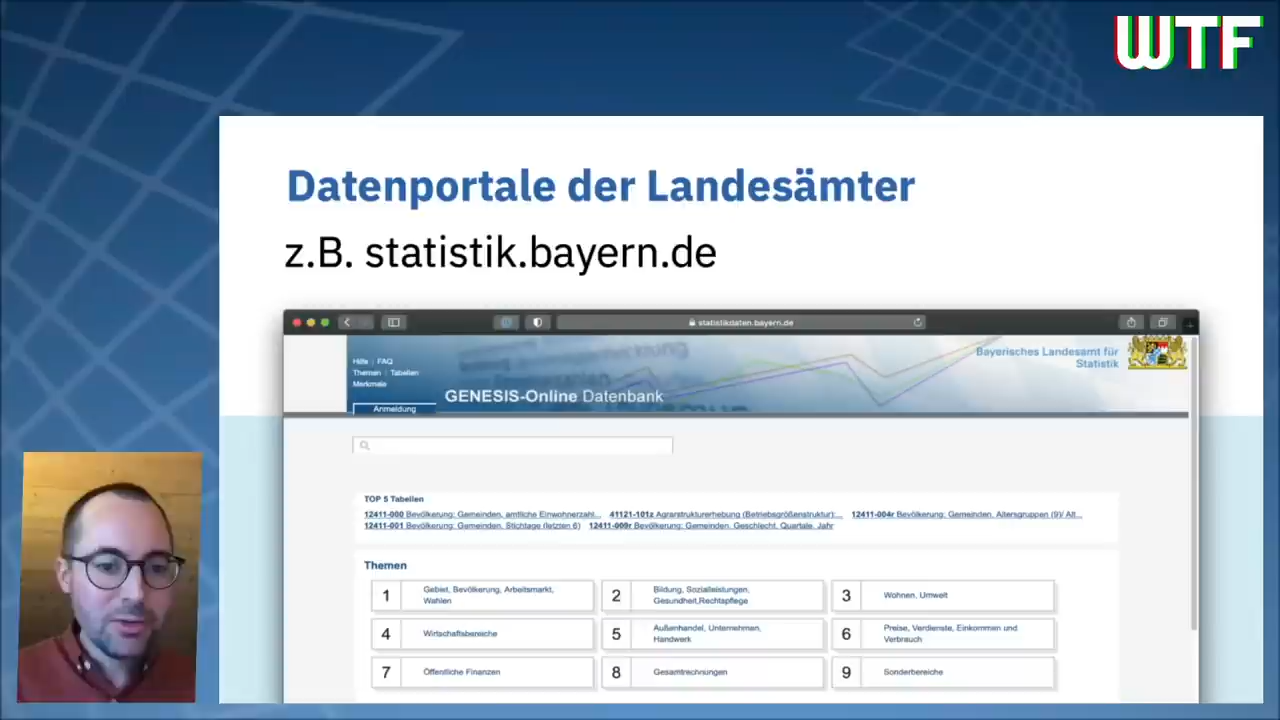 WTF
Datenportale der Landesämter
z.B. statistik.bayern.de
statistikdaten.bayern.de
Hilfe | FAQ
Themen | Tabellen
Merkmale
Anmeldung
GENESIS-Online Datenbank
Bayerisches Landesamt für
Statistik
TOP 5 Tabellen
12411-000 Bevölkerung: Gemeinden, amtliche Einwohnerzahl... 41121-101z Agrarstrukturerhebung (Betriebsgrößenstruktur):... 12411-004r Bevölkerung: Gemeinden, Altersgruppen (9)/ Alt...
12411-001 Bevölkerung: Gemeinden, Stichtage (letzten 6) 12411-009r Bevölkerung: Gemeinden, Geschlecht, Quartale, Jahr
Themen
1 Gebiet, Bevölkerung, Arbeitsmarkt,
Wahlen
2 Bildung, Sozialleistungen,
Gesundheit,Rechtspflege
3 Wohnen, Umwelt
4 Wirtschaftsbereiche
5 Außenhandel, Unternehmen,
Handwerk
6 Preise, Verdienste, Einkommen und
Verbrauch
7 Öffentliche Finanzen
8 Gesamtrechnungen
9 Sonderbereiche